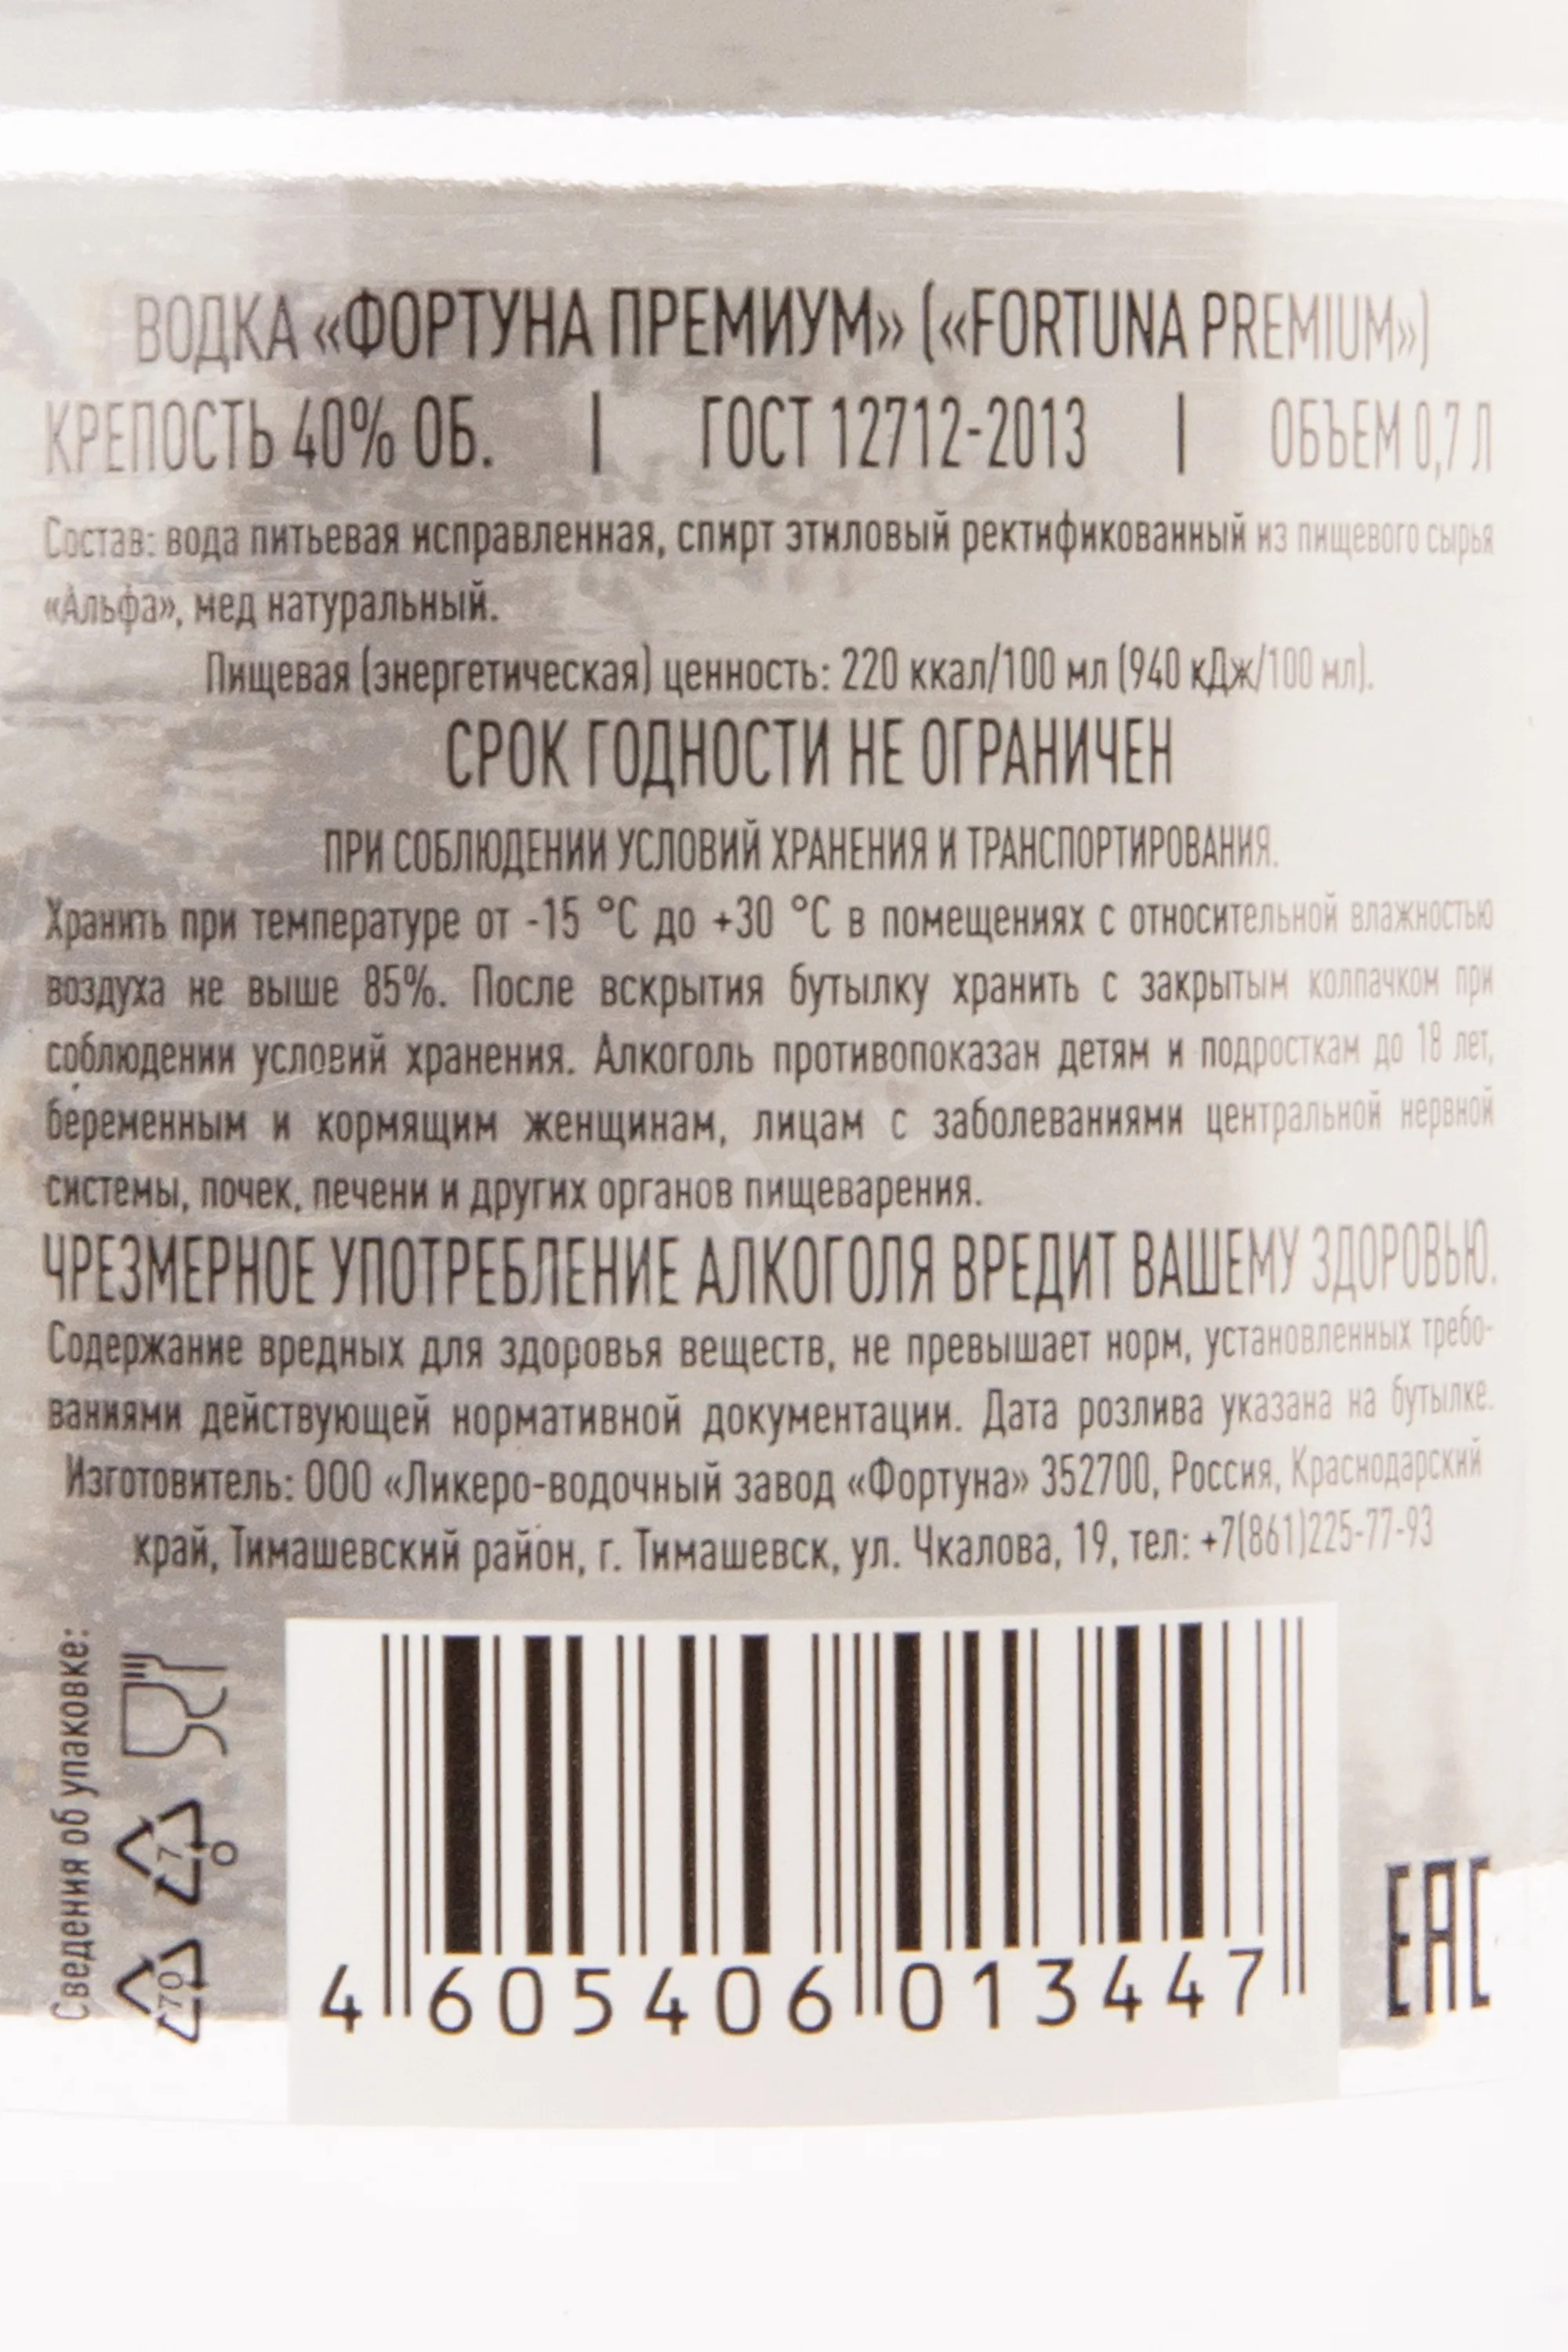 ВОДКА «ФОРТУНА ПРЕМИУМ» («FORTUNA PREMIUM»)
КРЕПОСТЬ 40% ОБ. | ГОСТ 12712-2013 | ОБЪЕМ 0,7 Л
Состав: вода питьевая исправленная, спирт этиловый ректификованный из пищевого сырья
«Альфа», мед натуральный.
Пищевая (энергетическая) ценность: 220 ккал/100 мл (940 кДж/100 мл).
СРОК ГОДНОСТИ НЕ ОГРАНИЧЕН
ПРИ СОБЛЮДЕНИИ УСЛОВИЙ ХРАНЕНИЯ И ТРАНСПОРТИРОВАНИЯ.
Хранить при температуре от -15 °С до +30 °С в помещениях с относительной влажностью
воздуха не выше 85%. После вскрытия бутылку хранить с закрытым колпачком при
соблюдении условий хранения. Алкоголь противопоказан детям и подросткам до 18 лет,
беременным и кормящим женщинам, лицам с заболеваниями центральной нервной
системы, почек, печени и других органов пищеварения.
ЧРЕЗМЕРНОЕ УПОТРЕБЛЕНИЕ АЛКОГОЛЯ ВРЕДИТ ВАШЕМУ ЗДОРОВЬЮ.
Содержание вредных для здоровья веществ, не превышает норм, установленных требо-
ваниями действующей нормативной документации. Дата розлива указана на бутылке.
Изготовитель: ООО «Ликеро-водочный завод «Фортуна» 352700, Россия, Краснодарский
край, Тимашевский район, г. Тимашевск, ул. Чкалова, 19, тел: +7(861)225-77-93
Сведения об упаковке:
7
0
70
4 605406 013447
ЕАС